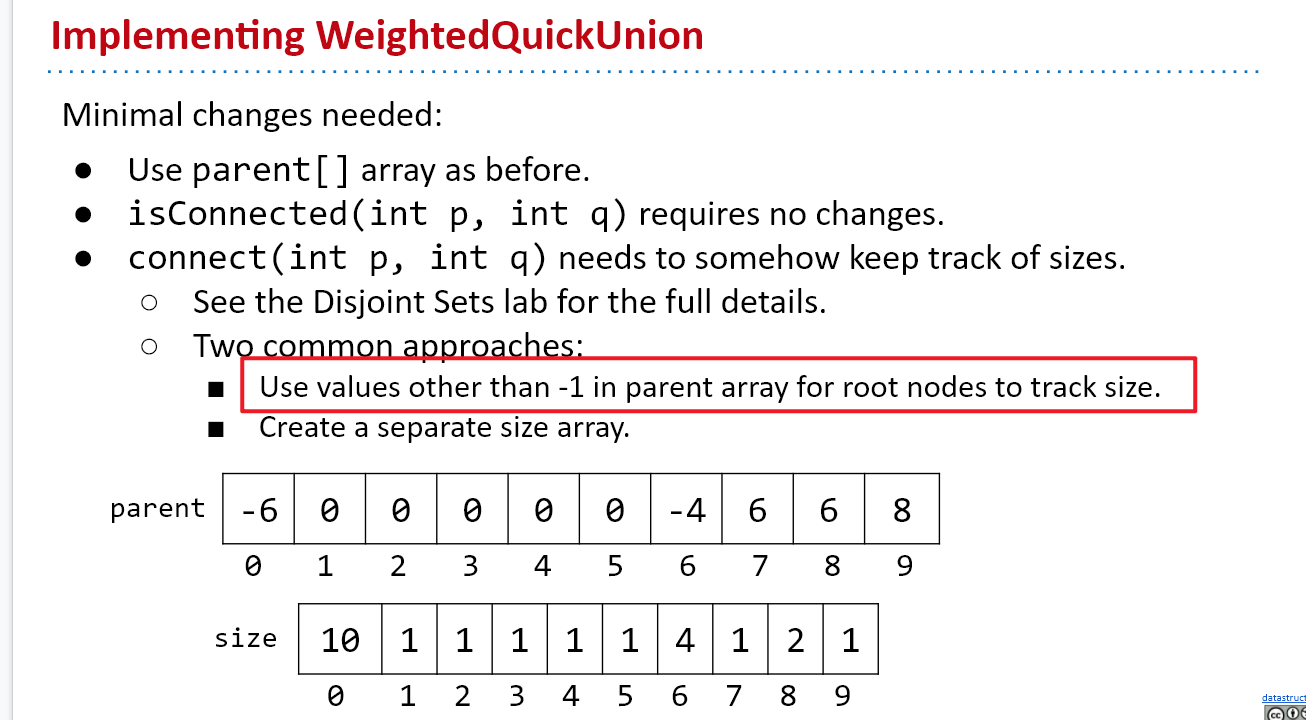 Implementing WeightedQuickUnion
Minimal changes needed:
● Use parent[] array as before.
● isConnected(int p, int q) requires no changes.
● connect(int p, int q) needs to somehow keep track of sizes.
○ See the Disjoint Sets lab for the full details.
○ Two common approaches:
■ Use values other than -1 in parent array for root nodes to track size.
■ Create a separate size array.
parent -6 0 0 0 0 0 -4 6 6 8
0 1 2 3 4 5 6 7 8 9
size 10 1 1 1 1 1 4 1 2 1
0 1 2 3 4 5 6 7 8 9
datastruct
cc